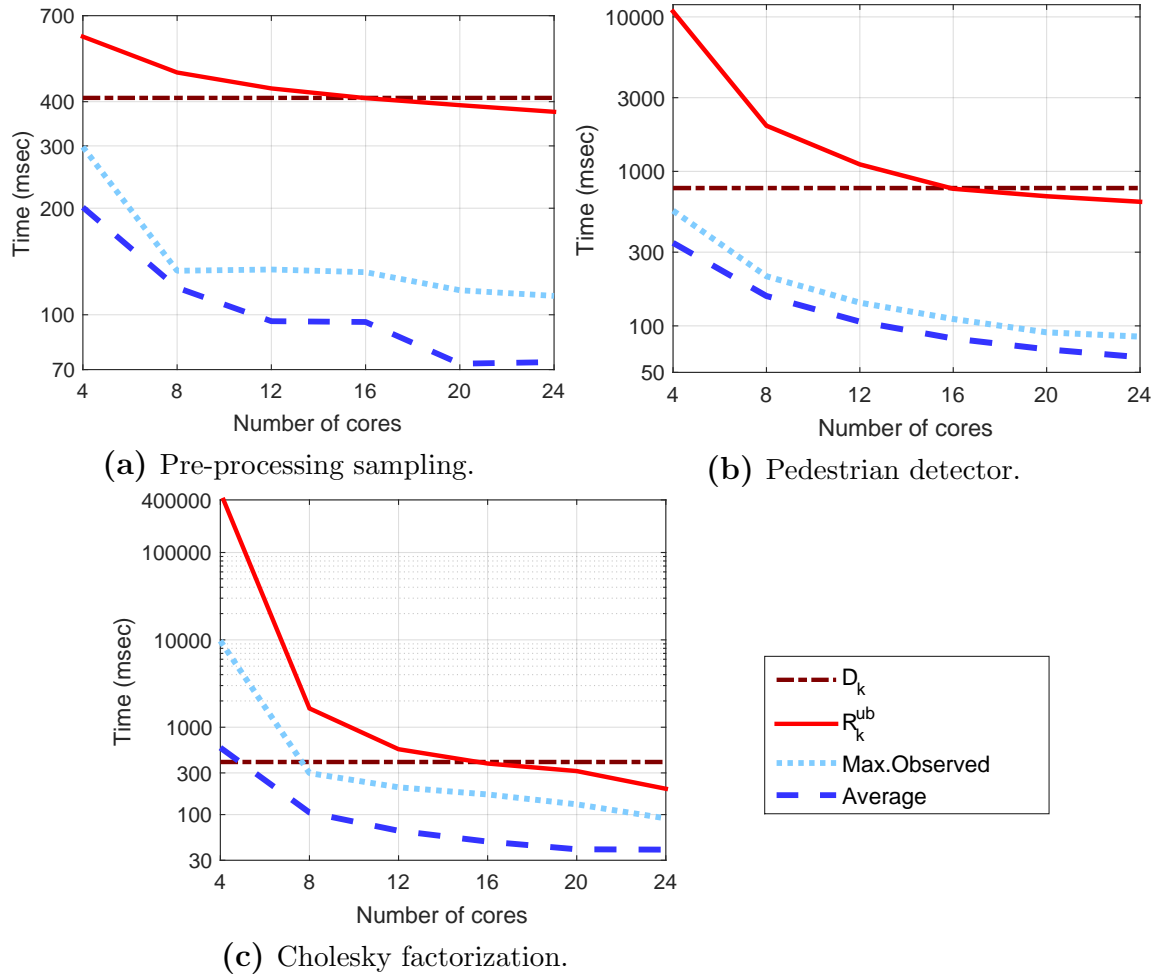 700
400
300
200
100
70
Time (msec)
4 8 12 16 20 24
Number of cores
(a) Pre-processing sampling.
10000
3000
1000
300
100
50
Time (msec)
4 8 12 16 20 24
Number of cores
(b) Pedestrian detector.
400000
100000
10000
1000
300
100
30
Time (msec)
4 8 12 16 20 24
Number of cores
(c) Cholesky factorization.
D_k
R_k^ub
Max.Observed
Average